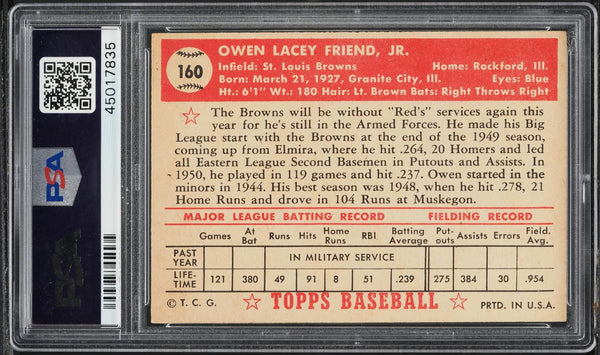 45017835
PSA
PSA
160
OWEN LACEY FRIEND, JR.
Infield: St. Louis Browns Home: Rockford, Ill.
Born: March 21, 1927, Granite City, Ill. Eyes: Blue
Ht.: 6'1" Wt.: 180 Hair: Lt. Brown Bats: Right Throws Right
The Browns will be without "Red's" services again this
year for he's still in the Armed Forces. He made his Big
League start with the Browns at the end of the 1949 season,
coming up from Elmira, where he hit .264, 20 Homers and led
all Eastern League Second Basemen in Putouts and Assists. In
1950, he played in 119 games and hit .237. Owen started in the
minors in 1944. His best season was 1948, when he hit .278, 21
Home Runs and drove in 104 Runs at Muskegon.
MAJOR LEAGUE BATTING RECORD FIELDING RECORD
Games At Bat Runs Hits Home Runs RBI Batting Average Put-outs Assists Errors Field. Avg.
PAST YEAR IN MILITARY SERVICE
LIFE-TIME 121 380 49 91 8 51 .239 275 384 30 .954
© T. C. G. TOPPS BASEBALL PRTD. IN U.S.A.